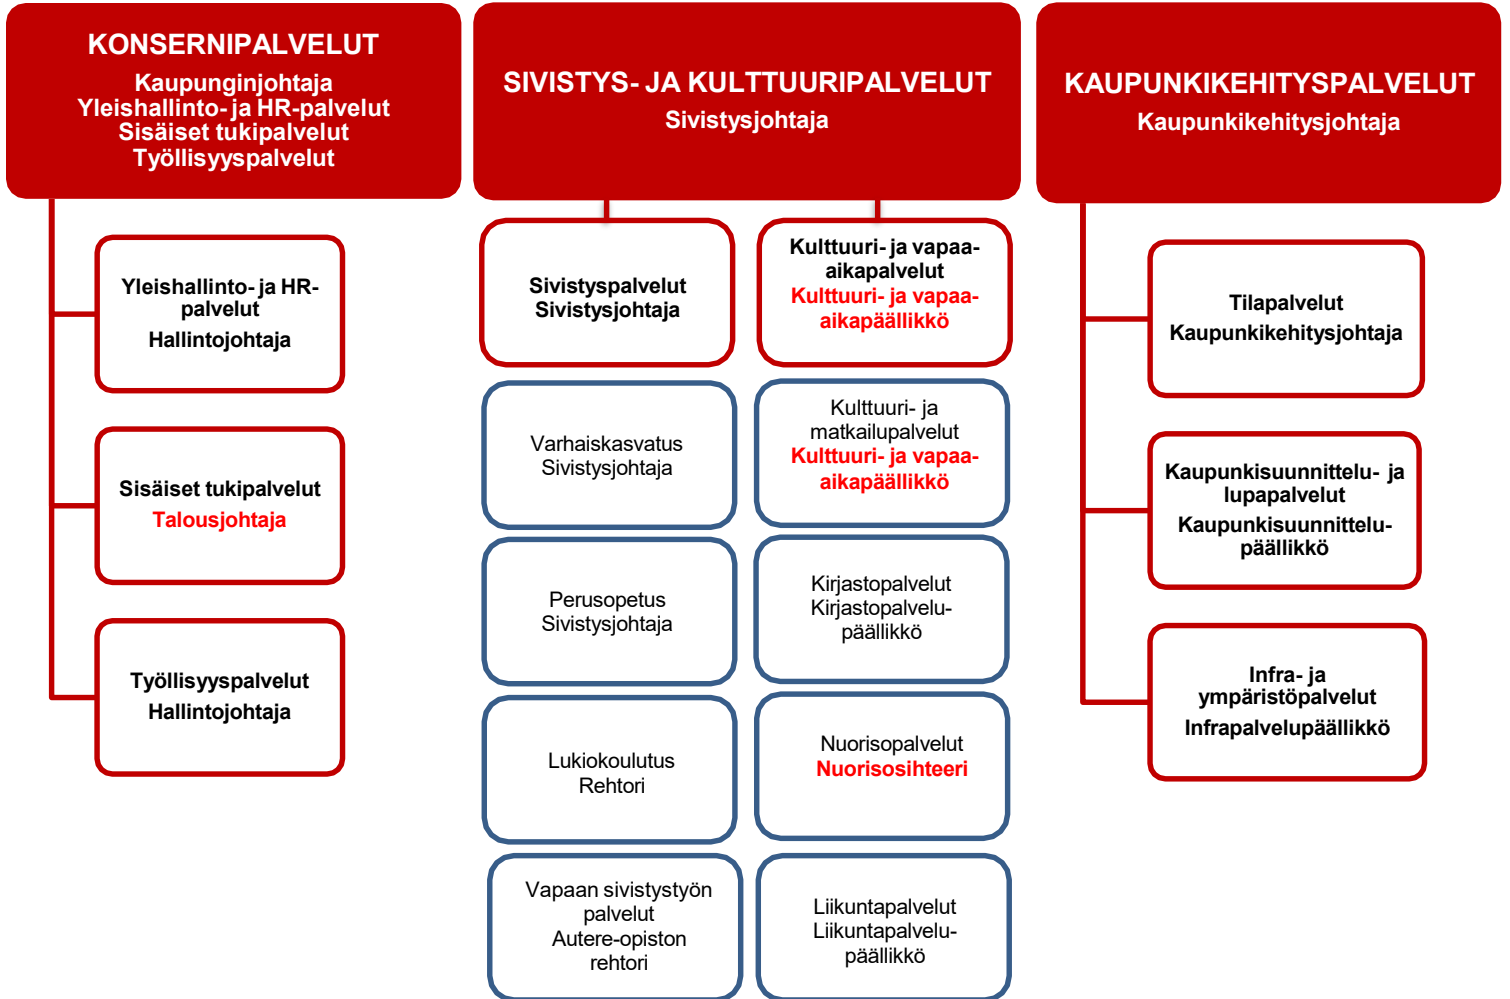 KONSERNIPALVELUT
Kaupunginjohtaja
Yleishallinto- ja HR-palvelut
Sisäiset tukipalvelut
Työllisyyspalvelut
Yleishallinto- ja HR-
palvelut
Hallintojohtaja
Sisäiset tukipalvelut
Talousjohtaja
Työllisyyspalvelut
Hallintojohtaja
SIVISTYS- JA KULTTUURIPALVELUT
Sivistysjohtaja
Sivistyspalvelut
Sivistysjohtaja
Varhaiskasvatus
Sivistysjohtaja
Perusopetus
Sivistysjohtaja
Lukiokoulutus
Rehtori
Vapaan sivistystyön
palvelut
Autere-opiston
rehtori
Kulttuuri- ja vapaa-
aikapalvelut
Kulttuuri- ja vapaa-
aikapäällikkö
Kulttuuri- ja
matkailupalvelut
Kulttuuri- ja vapaa-
aikapäällikkö
Kirjastopalvelut
Kirjastopalvelu-
päällikkö
Nuorisopalvelut
Nuorisosihteeri
Liikuntapalvelut
Liikuntapalvelu-
päällikkö
KAUPUNKIKEHITYSPALVELUT
Kaupunkikehitysjohtaja
Tilapalvelut
Kaupunkikehitysjohtaja
Kaupunkisuunnittelu- ja
lupapalvelut
Kaupunkisuunnittelu-
päällikkö
Infra- ja
ympäristöpalvelut
Infrapalvelupäällikkö